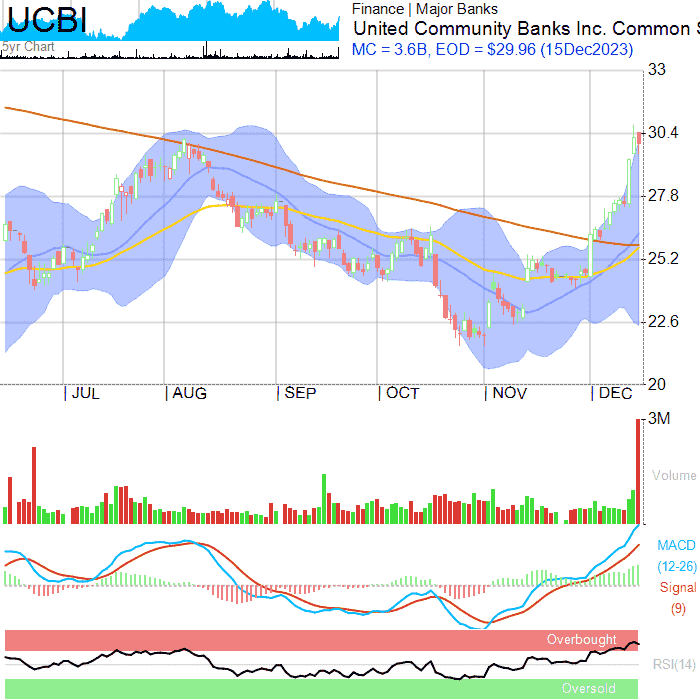 UCBI
5yr Chart
Finance | Major Banks
United Community Banks Inc. Common S
MC = 3.6B, EOD = $29.96 (15Dec2023)
33
30.4
27.8
25.2
22.6
20
| JUL | AUG | SEP | OCT | NOV | DEC
3M
Volume
MACD
(12-26)
Signal
(9)
Overbought
RSI(14)
Oversold